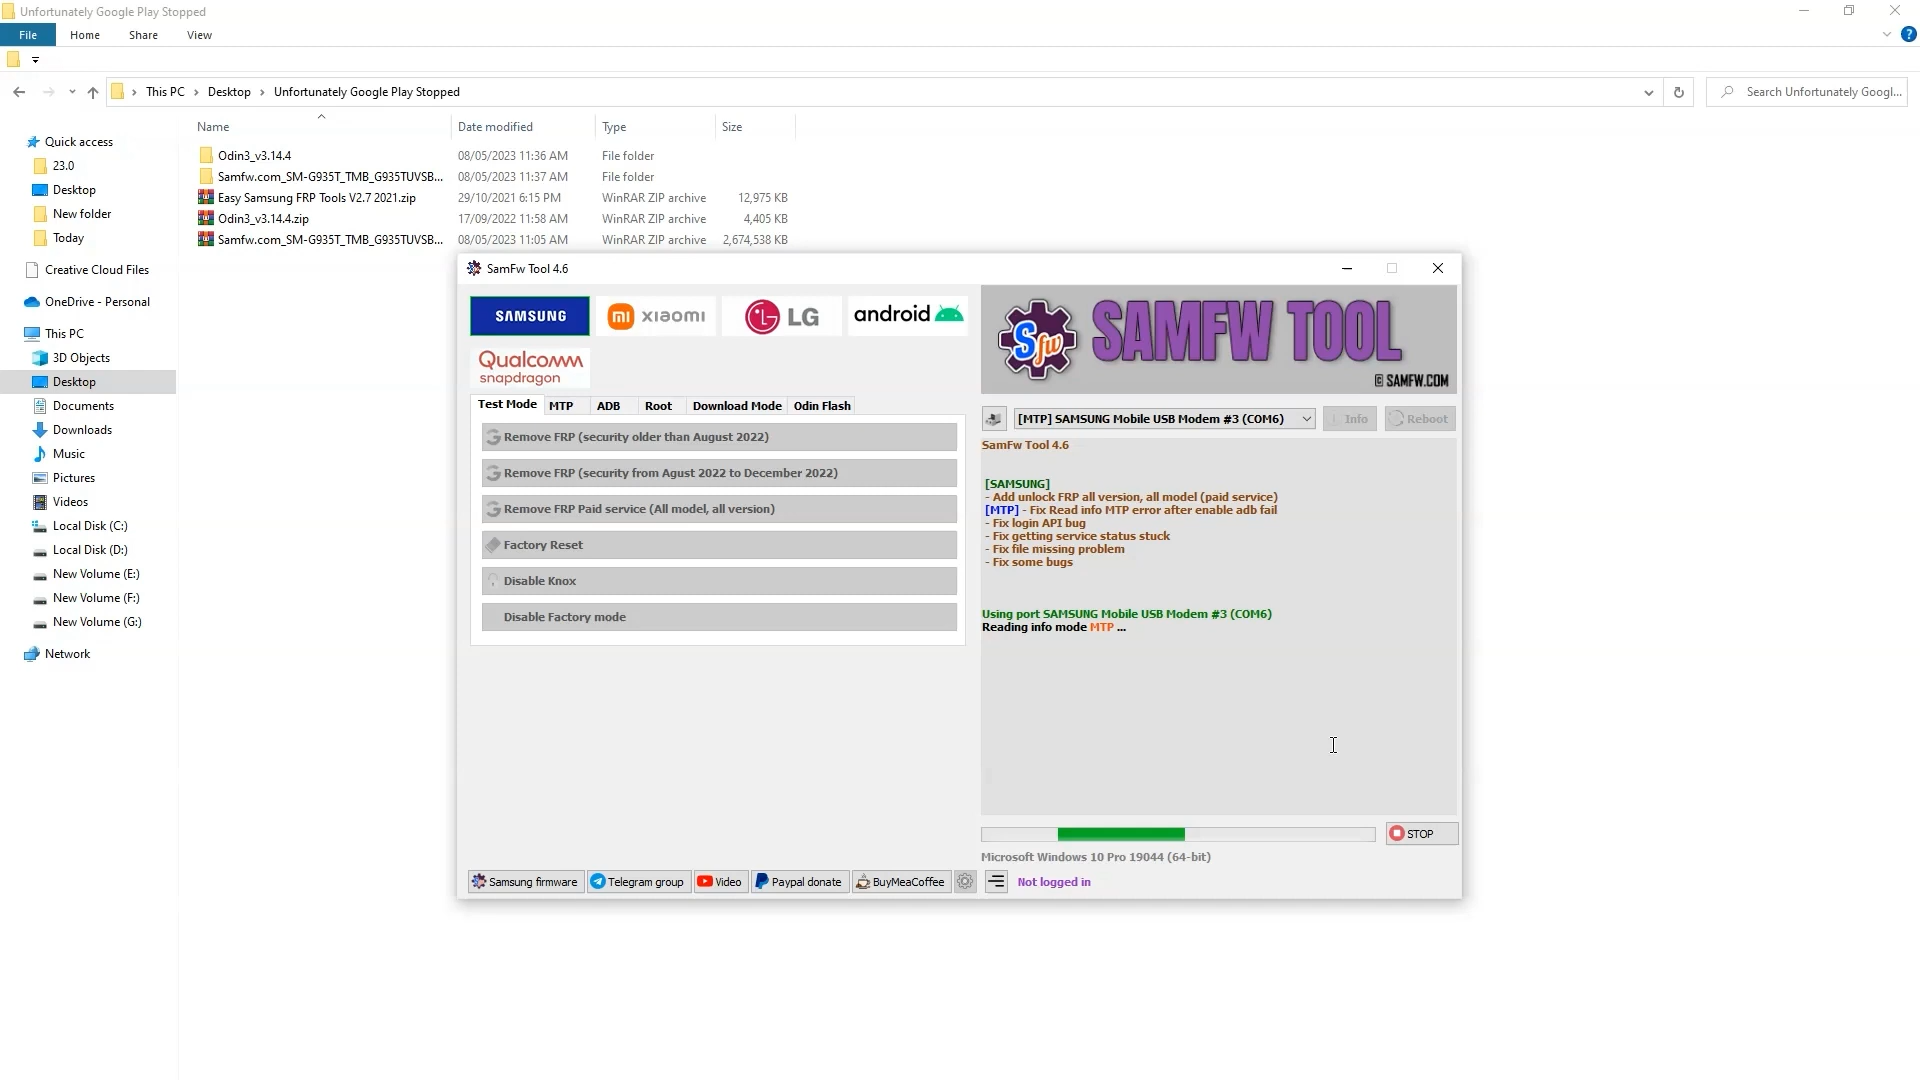 Unfortunately Google Play Stopped
File Home Share View
This PC > Desktop > Unfortunately Google Play Stopped
Search Unfortunately Googl...
Name Date modified Type Size
Odin3_v3.14.4 08/05/2023 11:36 AM File folder
Samfw.com_SM-G935T_TMB_G935TUVSB... 08/05/2023 11:37 AM File folder
Easy Samsung FRP Tools V2.7 2021.zip 29/10/2021 6:15 PM WinRAR ZIP archive 12,975 KB
Odin3_v3.14.4.zip 17/09/2022 11:58 AM WinRAR ZIP archive 4,405 KB
Samfw.com_SM-G935T_TMB_G935TUVSB... 08/05/2023 11:05 AM WinRAR ZIP archive 2,674,538 KB
Quick access
23.0
Desktop
New folder
Today
Creative Cloud Files
OneDrive - Personal
This PC
3D Objects
Desktop
Documents
Downloads
Music
Pictures
Videos
Local Disk (C:)
Local Disk (D:)
New Volume (E:)
New Volume (F:)
New Volume (G:)
Network
SamFw Tool 4.6
SAMSUNG
mi xiaomi
LG
android
Qualcomm
snapdragon
Test Mode MTP ADB Root Download Mode Odin Flash
Remove FRP (security older than August 2022)
Remove FRP (security from Agust 2022 to December 2022)
Remove FRP Paid service (All model, all version)
Factory Reset
Disable Knox
Disable Factory mode
Sfw
SAMFW TOOL
© SAMFW.COM
[MTP] SAMSUNG Mobile USB Modem #3 (COM6) Info Reboot
SamFw Tool 4.6
[SAMSUNG]
- Add unlock FRP all version, all model (paid service)
[MTP] - Fix Read info MTP error after enable adb fail
- Fix login API bug
- Fix getting service status stuck
- Fix file missing problem
- Fix some bugs
Using port SAMSUNG Mobile USB Modem #3 (COM6)
Reading info mode MTP ...
STOP
Microsoft Windows 10 Pro 19044 (64-bit)
Samsung firmware Telegram group Video Paypal donate BuyMeaCoffee Not logged in